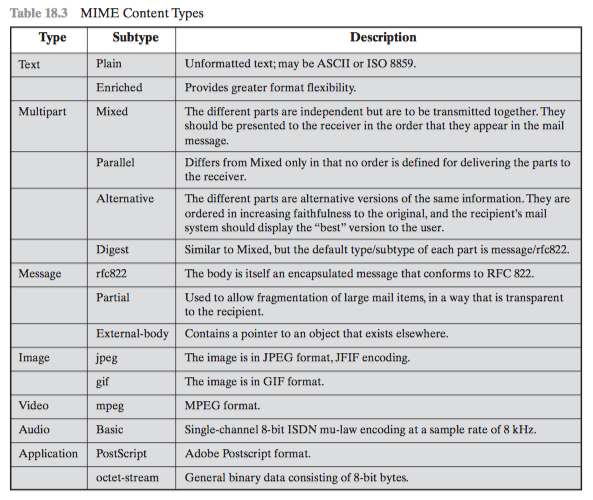 Table 18.3 MIME Content Types
Type Subtype Description
Text Plain Unformatted text; may be ASCII or ISO 8859.
Enriched Provides greater format flexibility.
Multipart Mixed The different parts are independent but are to be transmitted together. They
should be presented to the receiver in the order that they appear in the mail
message.
Parallel Differs from Mixed only in that no order is defined for delivering the parts to
the receiver.
Alternative The different parts are alternative versions of the same information. They are
ordered in increasing faithfulness to the original, and the recipient's mail
system should display the “best” version to the user.
Digest Similar to Mixed, but the default type/subtype of each part is message/rfc822.
Message rfc822 The body is itself an encapsulated message that conforms to RFC 822.
Partial Used to allow fragmentation of large mail items, in a way that is transparent
to the recipient.
External-body Contains a pointer to an object that exists elsewhere.
Image jpeg The image is in JPEG format, JFIF encoding.
gif The image is in GIF format.
Video mpeg MPEG format.
Audio Basic Single-channel 8-bit ISDN mu-law encoding at a sample rate of 8 kHz.
Application PostScript Adobe Postscript format.
octet-stream General binary data consisting of 8-bit bytes.